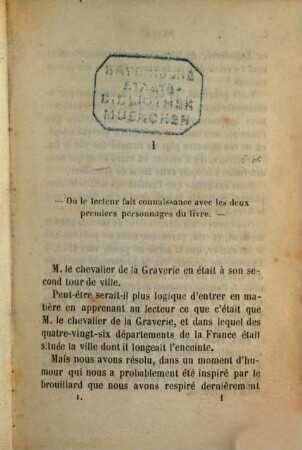 BAYERISCHE
STAATS-
BIBLIOTHEK
MUENCHEN
I
— Où le lecteur fait connaissance avec les deux
premiers personnages du livre. —
M. le chevalier de la Graverie en était à son se-
cond tour de ville.
Peut-être serait-il plus logique d'entrer en ma-
tière en apprenant au lecteur ce que c'était que
M. le chevalier de la Graverie, et dans lequel des
quatre-vingt-six départements de la France était
située la ville dont il longeait l'enceinte.
Mais nous avons résolu, dans un moment d'hu-
mour qui nous a probablement été inspiré par le
brouillard que nous avons respiré dernièrement
I. 1